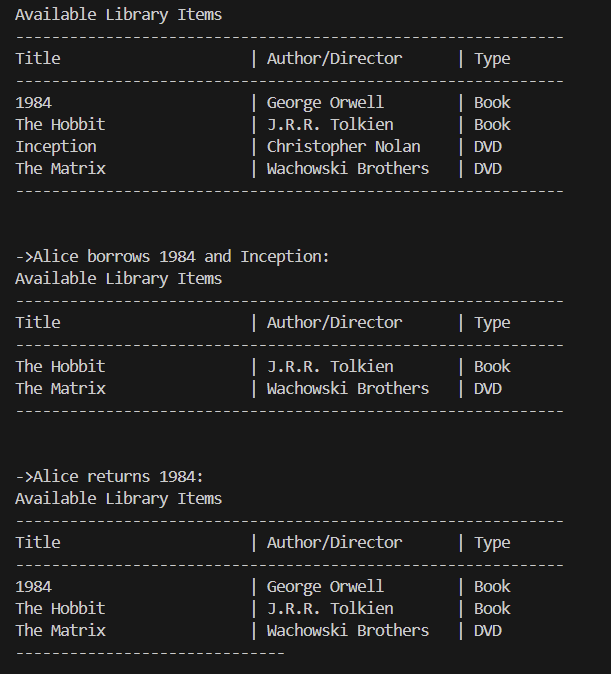 Available Library Items
-------------------------------------------------------------
Title                     | Author/Director      | Type
-------------------------------------------------------------
1984                      | George Orwell        | Book
The Hobbit                | J.R.R. Tolkien       | Book
Inception                 | Christopher Nolan    | DVD
The Matrix                | Wachowski Brothers   | DVD
-------------------------------------------------------------
->Alice borrows 1984 and Inception:
Available Library Items
-------------------------------------------------------------
Title                     | Author/Director      | Type
-------------------------------------------------------------
The Hobbit                | J.R.R. Tolkien       | Book
The Matrix                | Wachowski Brothers   | DVD
-------------------------------------------------------------
->Alice returns 1984:
Available Library Items
-------------------------------------------------------------
Title                     | Author/Director      | Type
-------------------------------------------------------------
1984                      | George Orwell        | Book
The Hobbit                | J.R.R. Tolkien       | Book
The Matrix                | Wachowski Brothers   | DVD
------------------------------